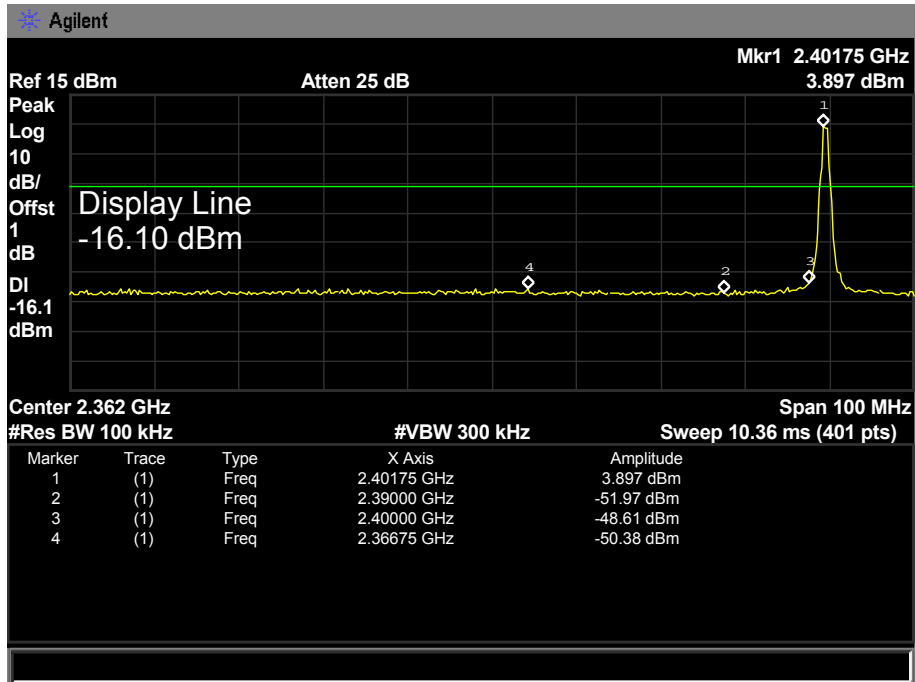 Agilent
Mkr1 2.40175 GHz
Ref 15 dBm Atten 25 dB 3.897 dBm
Peak
Log
10
dB/
Offst
1
dB
DI
-16.1
dBm
Display Line
-16.10 dBm
1
4
2
3
Center 2.362 GHz Span 100 MHz
#Res BW 100 kHz #VBW 300 kHz Sweep 10.36 ms (401 pts)
Marker Trace Type X Axis Amplitude
1 (1) Freq 2.40175 GHz 3.897 dBm
2 (1) Freq 2.39000 GHz -51.97 dBm
3 (1) Freq 2.40000 GHz -48.61 dBm
4 (1) Freq 2.36675 GHz -50.38 dBm